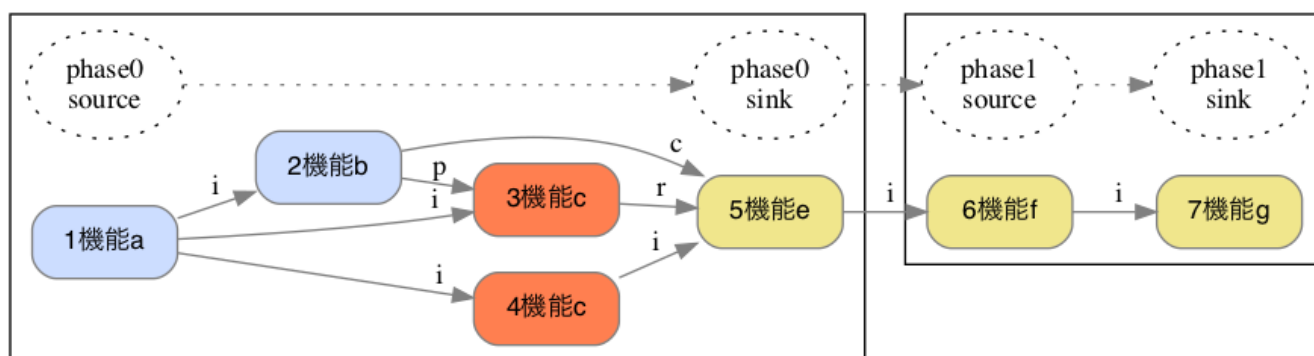 phase0
source
phase0
sink
phase1
source
phase1
sink
c
2機能b
p
i
i
3機能c
r
5機能e
i
6機能f
i
7機能g
1機能a
i
i
4機能c